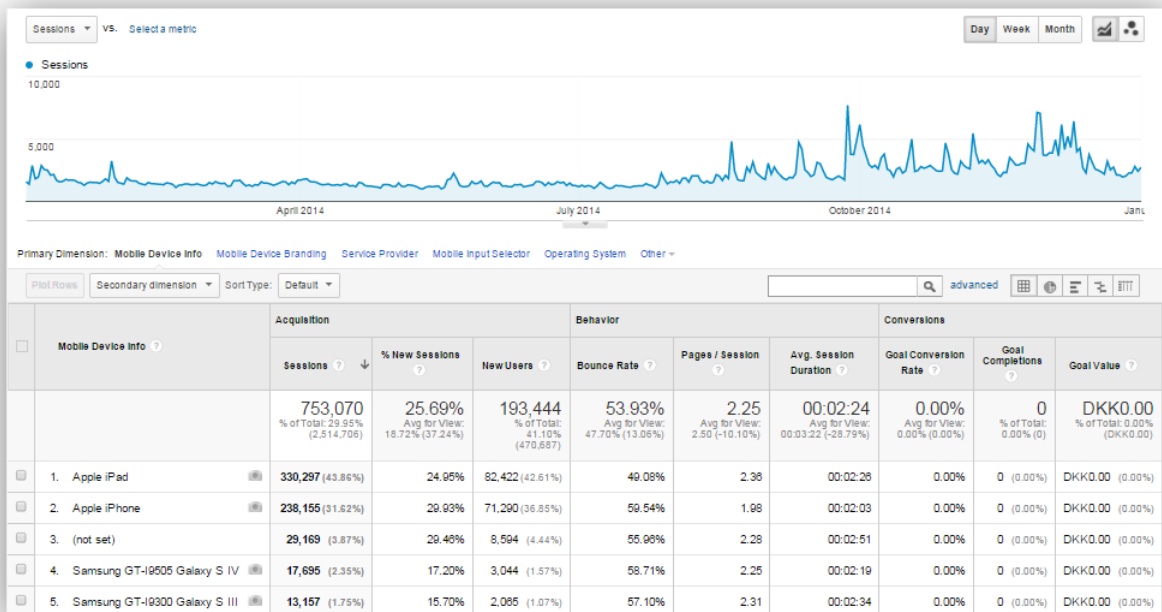 Sessions vs. Select a metric Day Week Month
Sessions
10,000
5,000
April 2014 July 2014 October 2014 Janu
Primary Dimension: Mobile Device Info Mobile Device Branding Service Provider Mobile Input Selector Operating System Other
Plot Rows Secondary dimension Sort Type: Default advanced
Acquisition Behavior Conversions
Mobile Device Info ? Sessions ? % New Sessions ? New Users ? Bounce Rate ? Pages / Session ? Avg. Session Duration ? Goal Conversion Rate ? Goal Completions ? Goal Value ?
753,070 25.69% 193,444 53.93% 2.25 00:02:24 0.00% 0 DKK0.00
% of Total: 29.95% (2,514,706) Avg for View: 18.72% (37.24%) % of Total: 41.10% (470,687) Avg for View: 47.70% (13.06%) Avg for View: 2.50 (-10.10%) Avg for View: 00:03:22 (-28.79%) Avg for View: 0.00% (0.00%) % of Total: 0.00% (0) % of Total: 0.00% (DKK0.00)
1. Apple iPad 330,297 (43.86%) 24.95% 82,422 (42.61%) 49.08% 2.36 00:02:26 0.00% 0 (0.00%) DKK0.00 (0.00%)
2. Apple iPhone 238,155 (31.62%) 29.93% 71,290 (36.85%) 59.54% 1.98 00:02:03 0.00% 0 (0.00%) DKK0.00 (0.00%)
3. (not set) 29,169 (3.87%) 29.46% 8,594 (4.44%) 55.96% 2.28 00:02:51 0.00% 0 (0.00%) DKK0.00 (0.00%)
4. Samsung GT-I9505 Galaxy S IV 17,695 (2.35%) 17.20% 3,044 (1.57%) 58.71% 2.25 00:02:19 0.00% 0 (0.00%) DKK0.00 (0.00%)
5. Samsung GT-I9300 Galaxy S III 13,157 (1.75%) 15.70% 2,065 (1.07%) 57.10% 2.31 00:02:34 0.00% 0 (0.00%) DKK0.00 (0.00%)